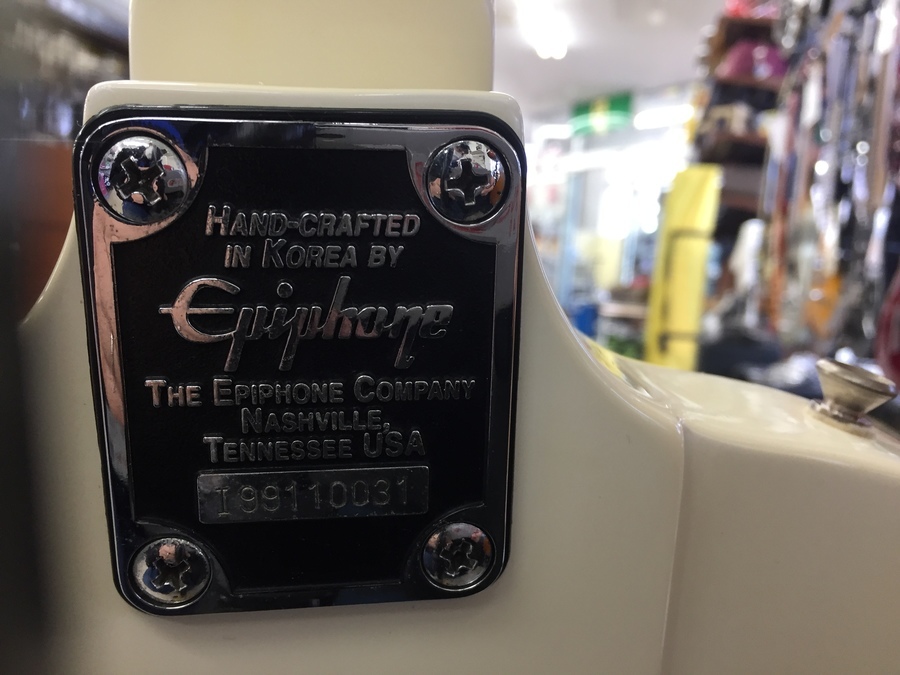 HAND-CRAFTED
IN KOREA BY
Epiphone
THE EPIPHONE COMPANY
NASHVILLE,
TENNESSEE USA
I99110031